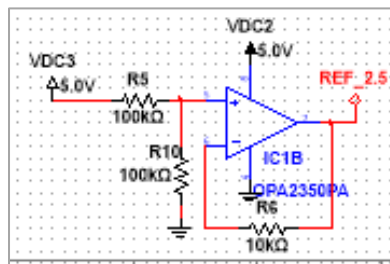 VDC2
5.0V
VDC3
5.0V
REF_2.5
R5
100kΩ
IC1B
OPA2350PA
R10
100kΩ
R6
10kΩ